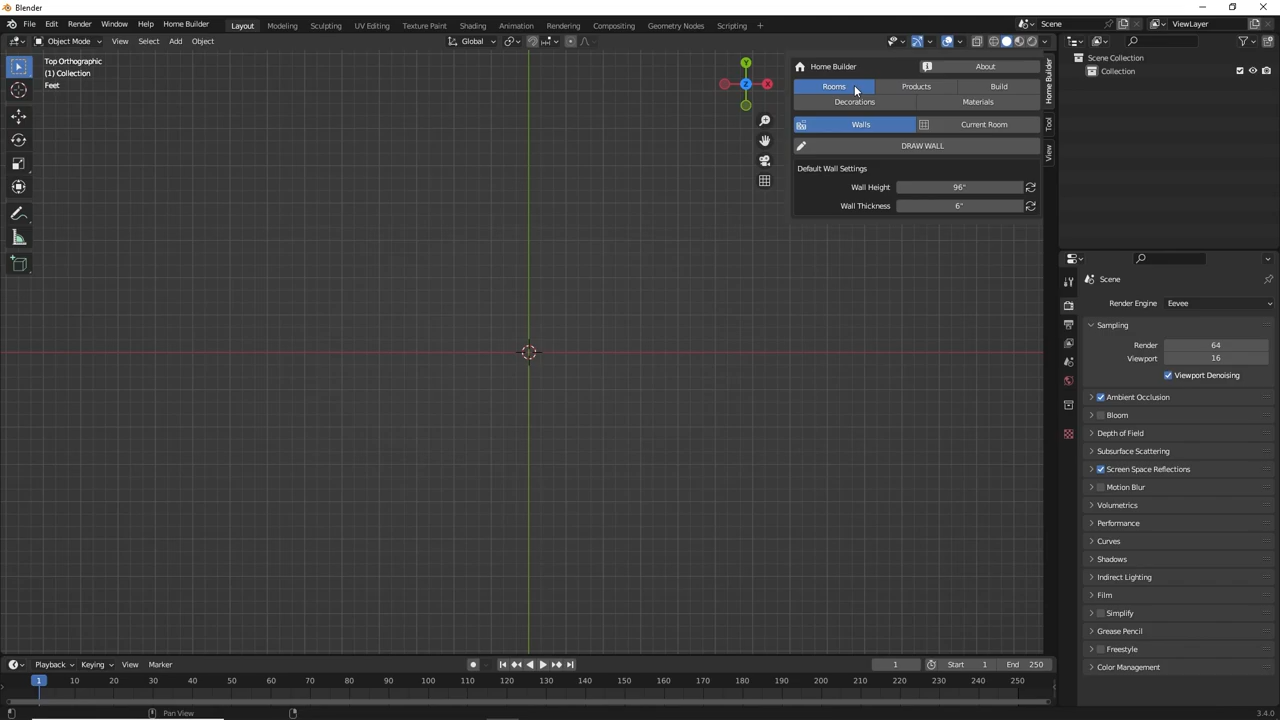 Blender
File Edit Render Window Help Home Builder Layout Modeling Sculpting UV Editing Texture Paint Shading Animation Rendering Compositing Geometry Nodes Scripting + Scene ViewLayer
Object Mode View Select Add Object Global
Top Orthographic
(1) Collection
Feet
Y
X
Z
Home Builder About
Rooms Products Build
Decorations Materials
Walls Current Room
DRAW WALL
Default Wall Settings
Wall Height 96"
Wall Thickness 6"
Home Builder
Tool
View
Scene Collection
Collection
Scene
Render Engine Eevee
Sampling
Render 64
Viewport 16
Viewport Denoising
Ambient Occlusion
Bloom
Depth of Field
Subsurface Scattering
Screen Space Reflections
Motion Blur
Volumetrics
Performance
Curves
Shadows
Indirect Lighting
Film
Simplify
Grease Pencil
Freestyle
Color Management
Playback Keying View Marker 1 Start 1 End 250
1 10 20 30 40 50 60 70 80 90 100 110 120 130 140 150 160 170 180 190 200 210 220 230 240 250
Pan View 3.4.0